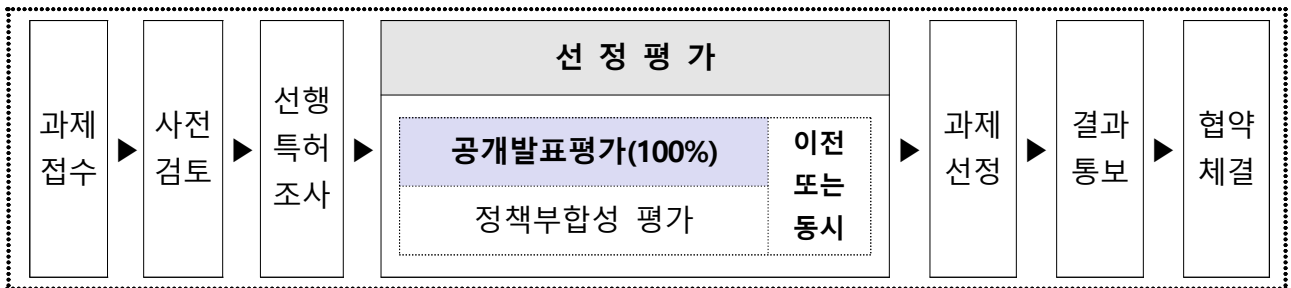 과제
접수
▶
사전
검토
▶
선행
특허
조사
▶
선 정 평 가
공개발표평가(100%)
정책부합성 평가
이전
또는
동시
▶
과제
선정
▶
결과
통보
▶
협약
체결